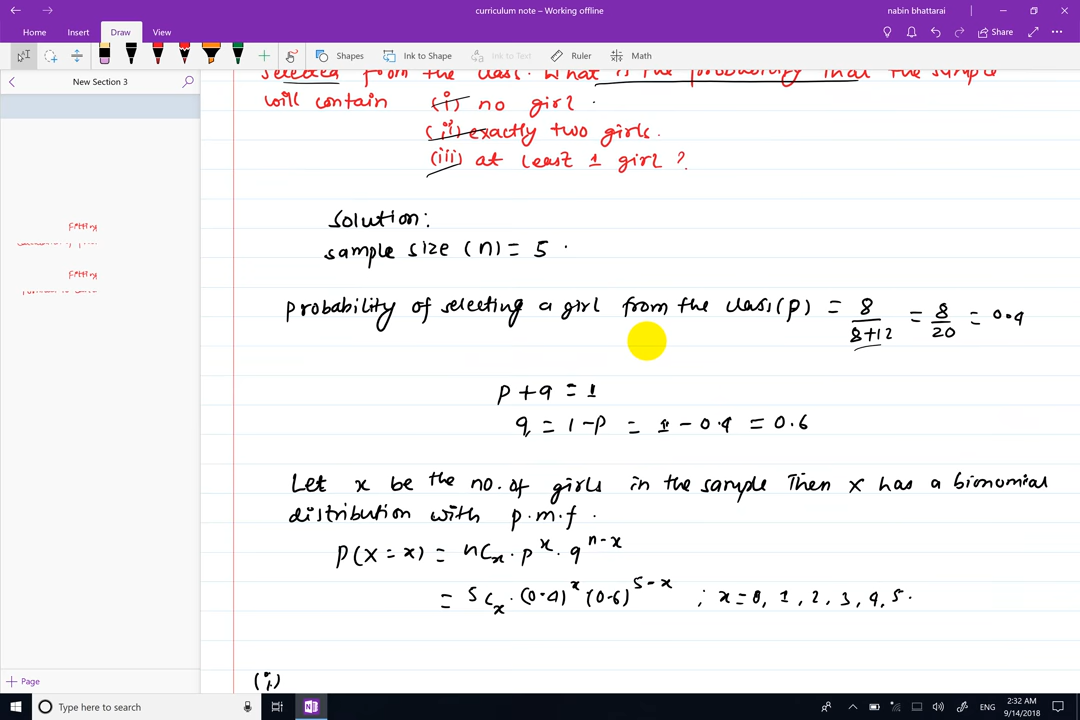 curriculum note – Working offline
nabin bhattarai
Home Insert Draw View
Share
Shapes Ink to Shape Ink to Text Ruler Math
New Section 3
selected from the class. What is the probability that the sample
will contain (i) no girl.
(ii) exactly two girls.
(iii) at least 1 girl ?
Solution:
sample size (n) = 5
probability of selecting a girl from the class (p) = 8/8+12 = 8/20 = 0.4
p + q = 1
q = 1 - p = 1 - 0.4 = 0.6
Let x be the no. of girls in the sample Then x has a bionomial
distribution with p.m.f.
P(X = x) = nCx . p^x . q^n-x
= 5Cx . (0.4)^x (0.6)^5-x ; x = 0, 1, 2, 3, 4, 5.
(i)
+ Page
Type here to search
ENG
2:32 AM
9/14/2018